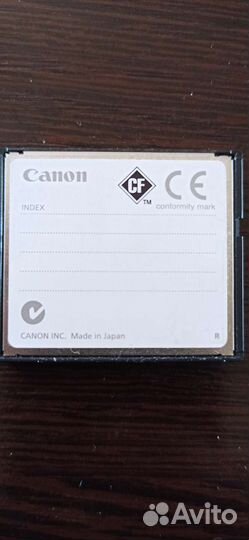 Canon
CF
TM
CE
INDEX
conformity mark
CANON INC. Made in Japan
R
Avito